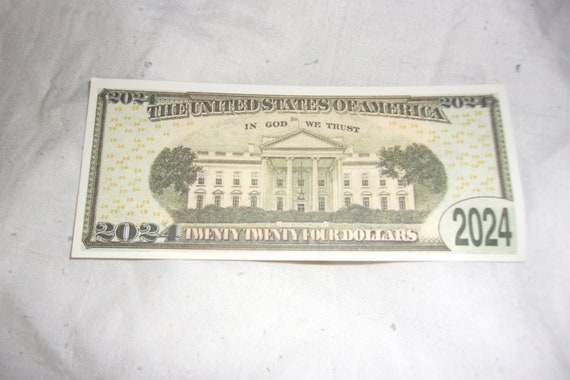 2024 2024
THE UNITED STATES OF AMERICA
IN GOD WE TRUST
2024 TWENTY TWENTY FOUR DOLLARS 2024